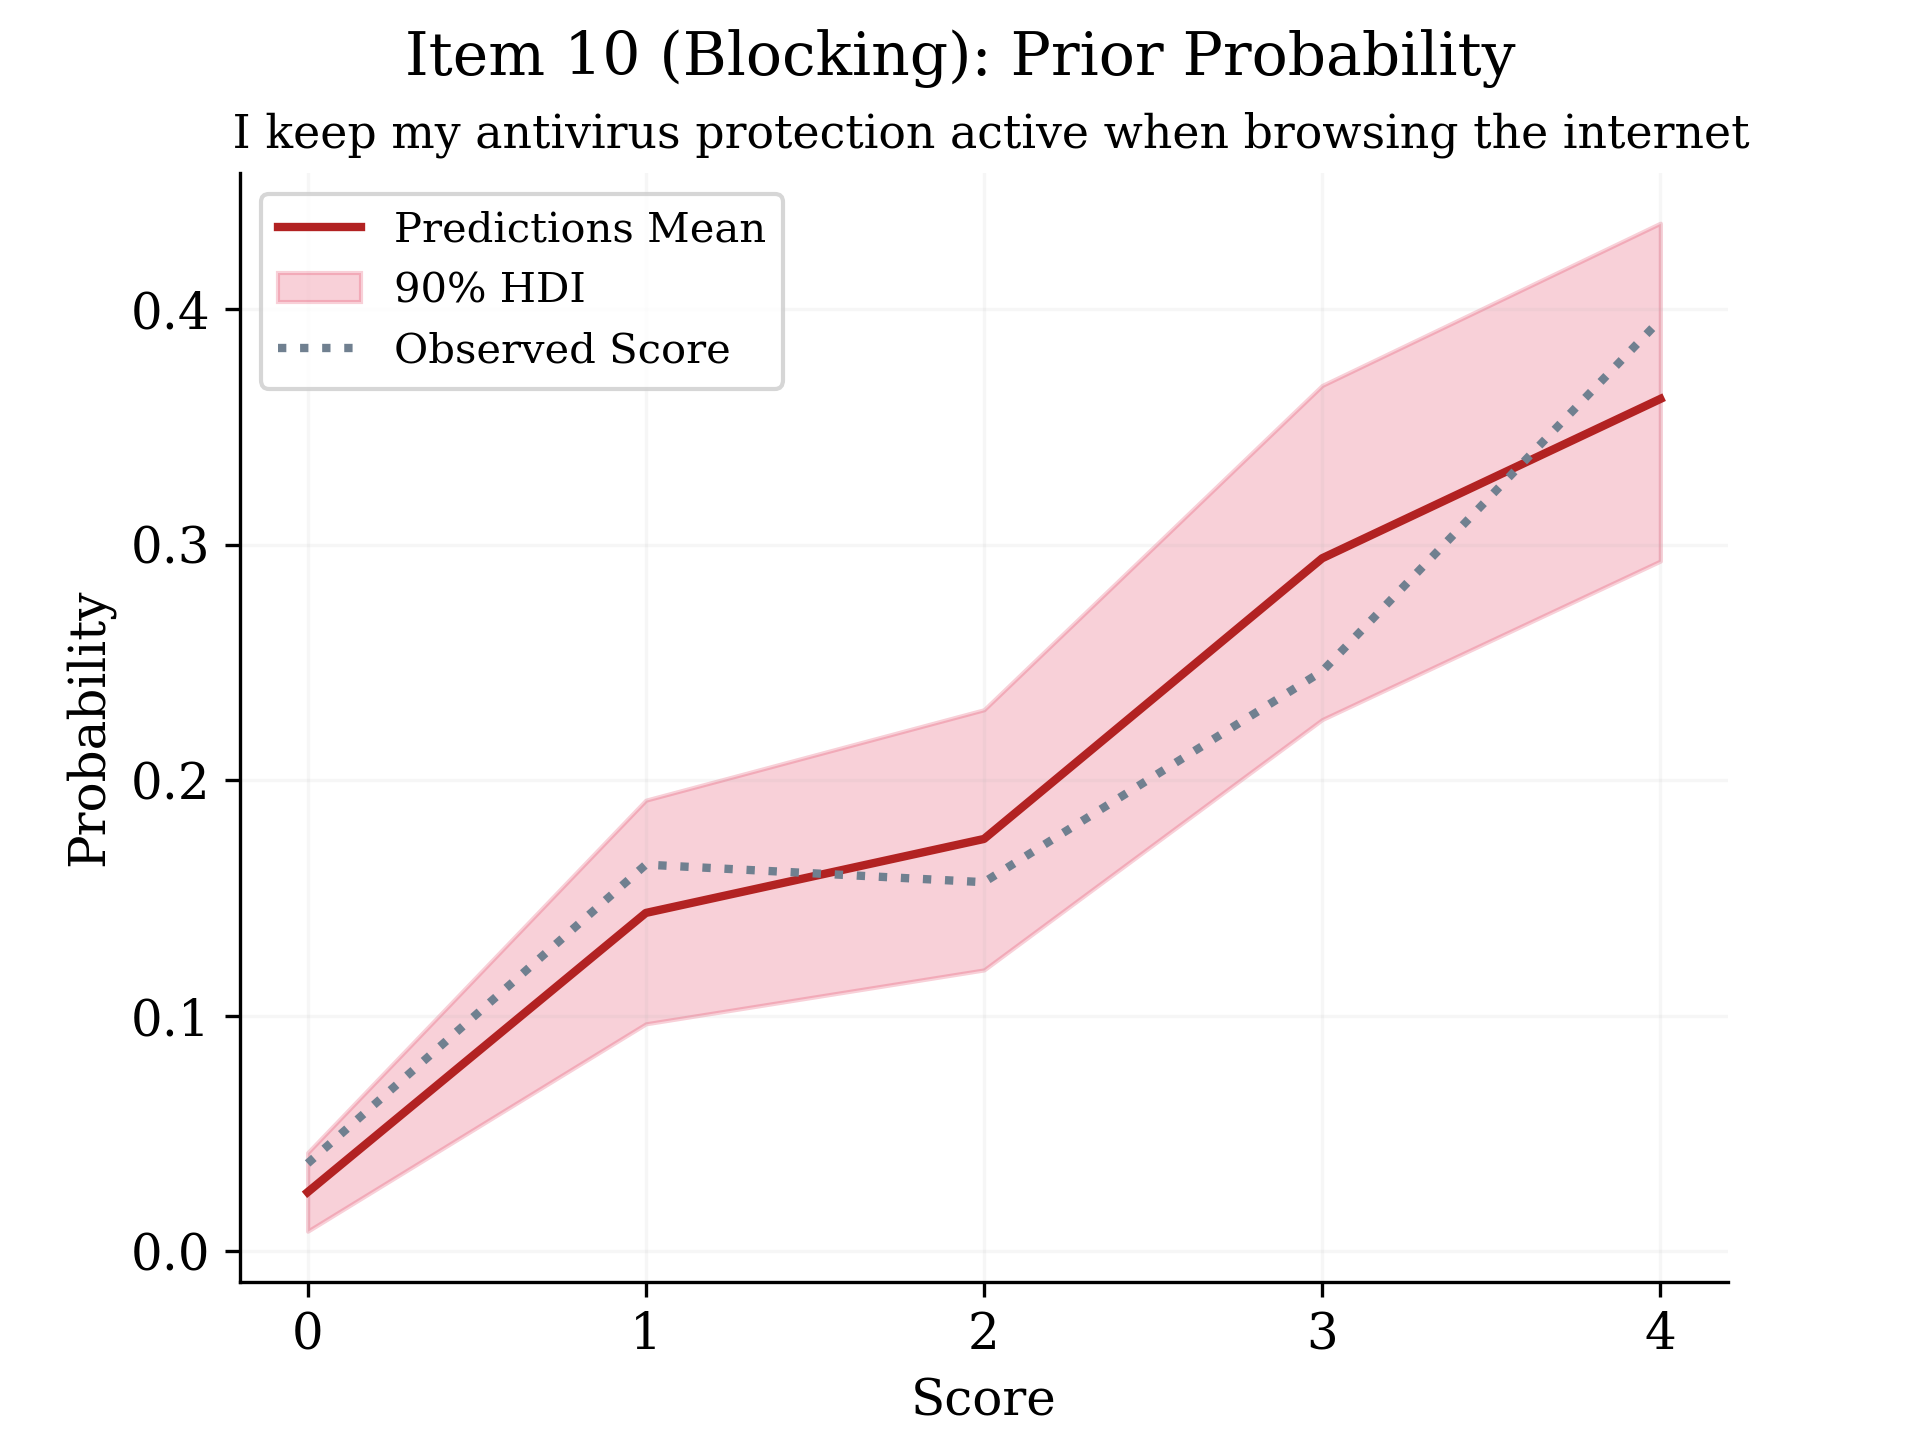 Item 10 (Blocking): Prior Probability
I keep my antivirus protection active when browsing the internet
Predictions Mean
90% HDI
Observed Score
0.4
0.3
0.2
0.1
0.0
Probability
0 1 2 3 4
Score